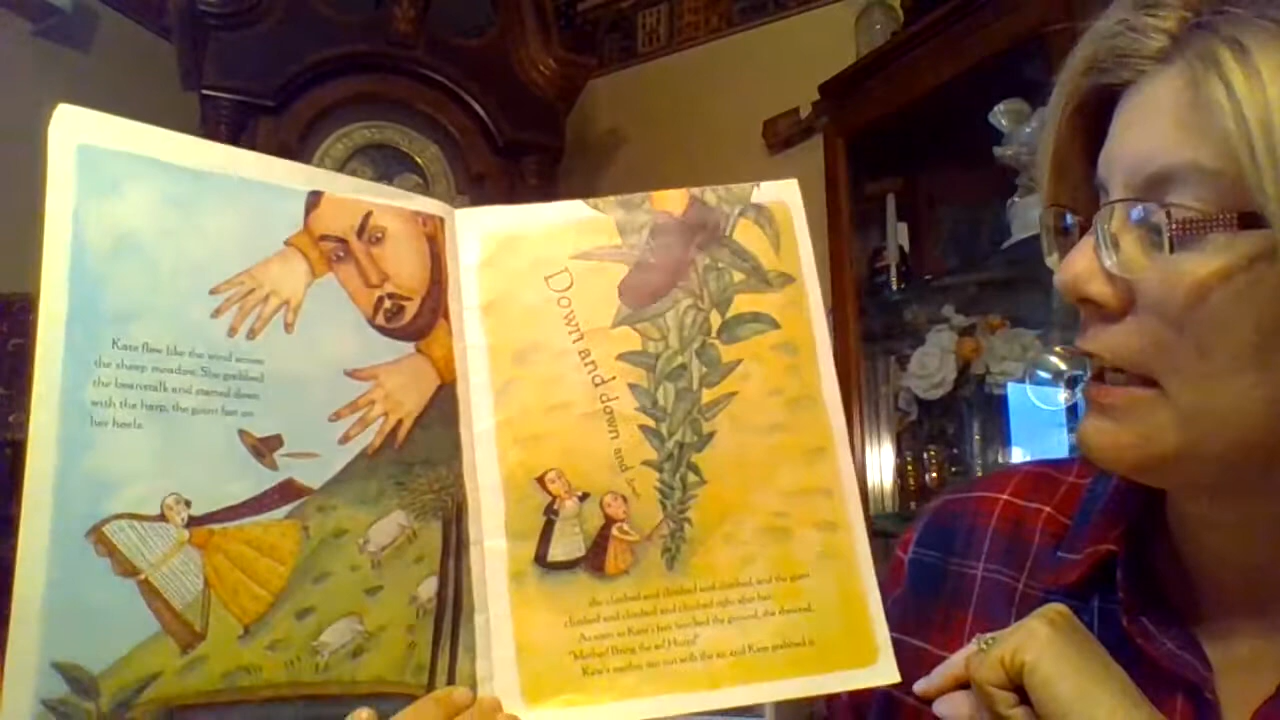 Kate flew like the wind across
the sheep meadow. She grabbed
the beanstalk and started down
with the harp, the giant fast on
her heels.
Down and down and down
she climbed and climbed and climbed, and the giant
climbed and climbed and climbed right after her.
As soon as Kate's feet touched the ground, she shouted,
"Mother! Bring the ax! Hurry!"
Kate's mother ran out with the ax, and Kate grabbed it